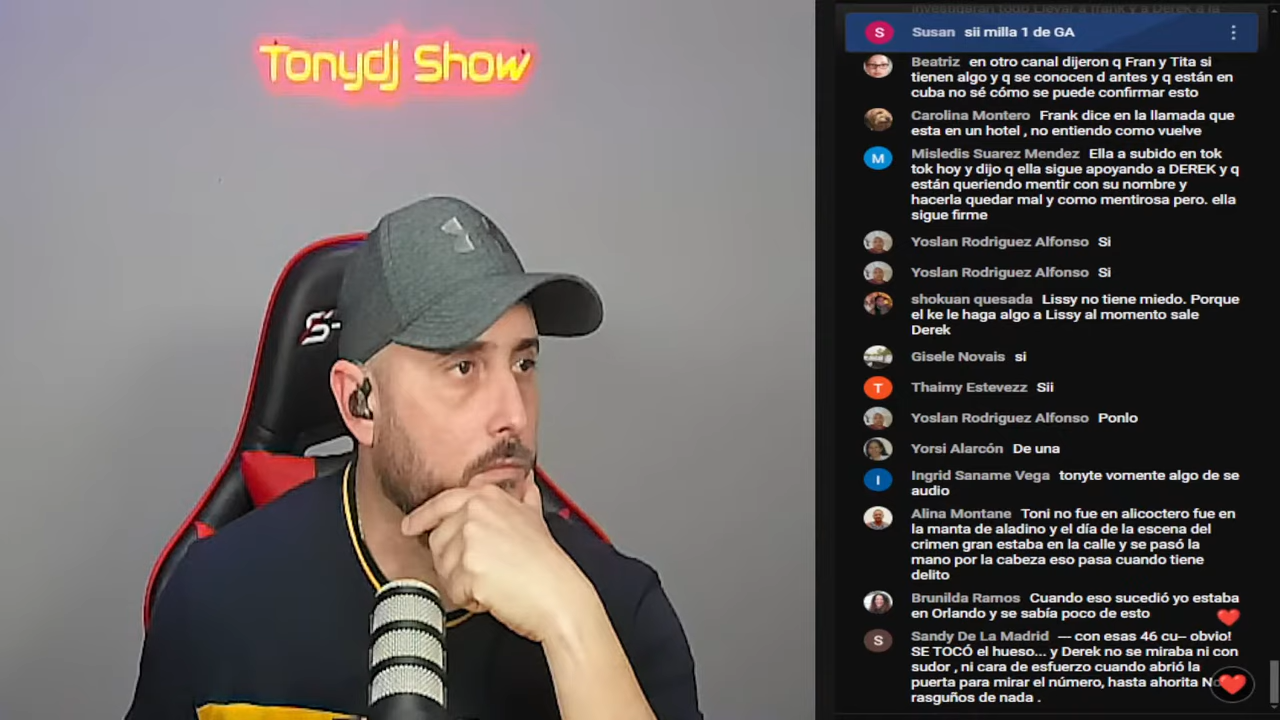 Tonydj Show
Susan sii milla 1 de GA
Beatriz en otro canal dijeron q Fran y Tita si
tienen algo y q se conocen d antes y q están en
cuba no sé cómo se puede confirmar esto
Carolina Montero Frank dice en la llamada que
esta en un hotel , no entiendo como vuelve
M
Misledis Suarez Mendez Ella a subido en tok
tok hoy y dijo q ella sigue apoyando a DEREK y q
están queriendo mentir con su nombre y
hacerla quedar mal y como mentirosa pero. ella
sigue firme
Yoslan Rodriguez Alfonso Si
Yoslan Rodriguez Alfonso Si
shokuan quesada Lissy no tiene miedo. Porque
el ke le haga algo a Lissy al momento sale
Derek
Gisele Novais si
T
Thaimy Estevezz Sii
Yoslan Rodriguez Alfonso Ponlo
Yorsi Alarcón De una
I
Ingrid Saname Vega tonyte vomente algo de se
audio
Alina Montane Toni no fue en alicoctero fue en
la manta de aladino y el día de la escena del
crimen gran estaba en la calle y se pasó la
mano por la cabeza eso pasa cuando tiene
delito
Brunilda Ramos Cuando eso sucedió yo estaba
en Orlando y se sabía poco de esto
S
Sandy De La Madrid — con esas 46 cu-- obvio!
SE TOCÓ el hueso... y Derek no se miraba ni con
sudor , ni cara de esfuerzo cuando abrió la
puerta para mirar el número, hasta ahorita
rasguños de nada .